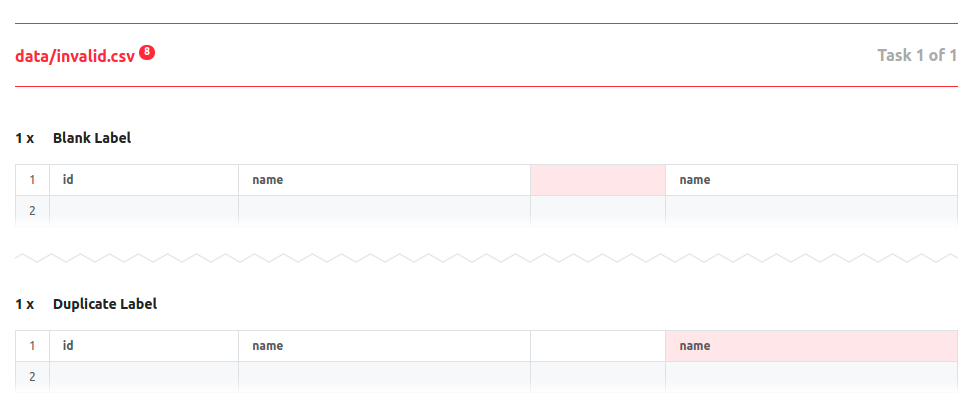 data/invalid.csv 8 Task 1 of 1
1 x Blank Label
1 id name name
2
1 x Duplicate Label
1 id name name
2